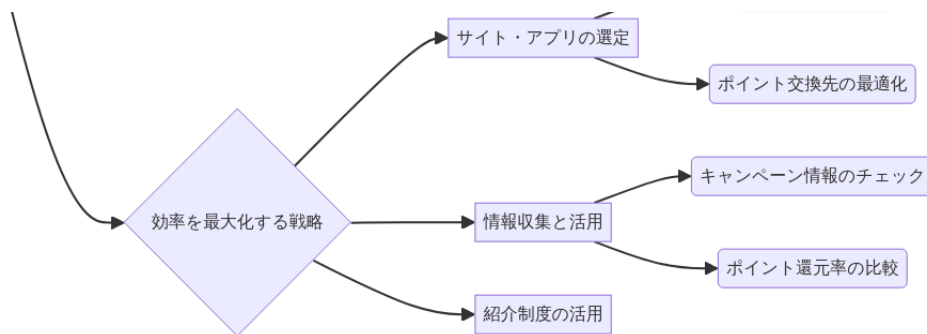 サイト・アプリの選定
ポイント交換先の最適化
キャンペーン情報のチェック
効率を最大化する戦略
情報収集と活用
ポイント還元率の比較
紹介制度の活用